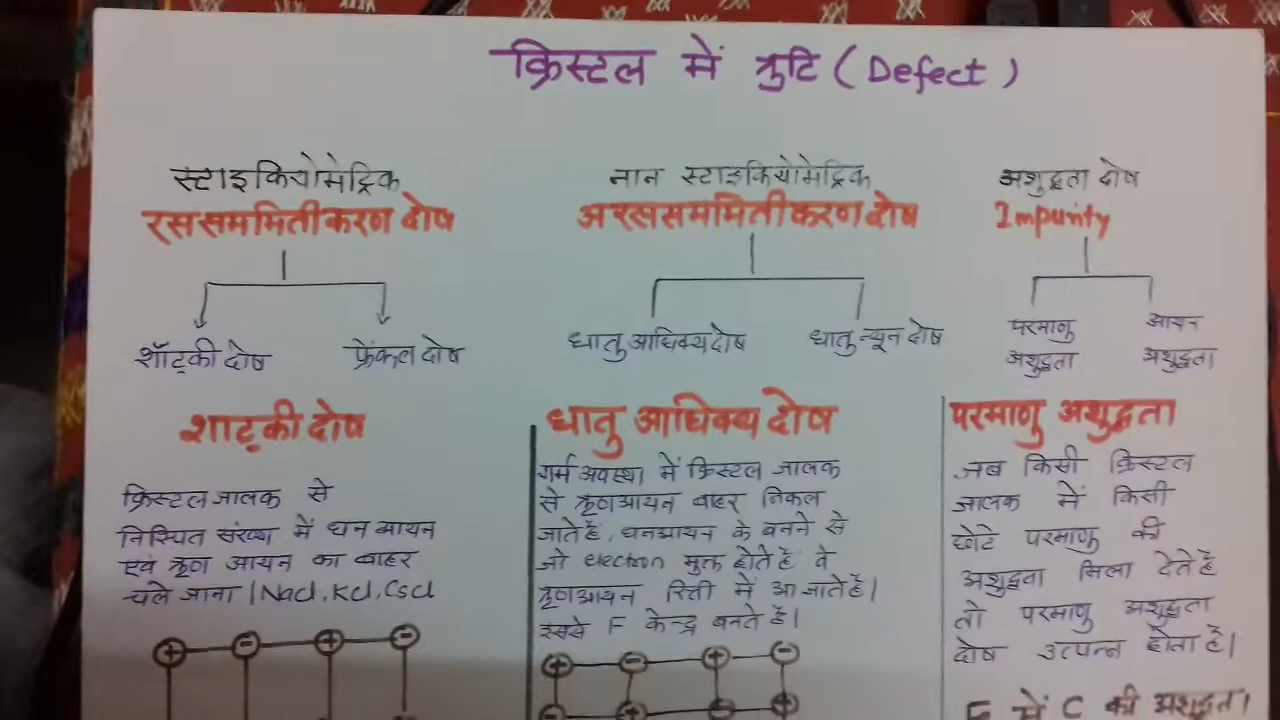 क्रिस्टल में त्रुटि (Defect)
स्टाइकियोमेट्रिक
रससममितीकरण दोष
शॉट्की दोष
फ्रेंकल दोष
नान स्टाइकियोमेट्रिक
अरससममितीकरण दोष
धातु आधिक्य दोष
धातु न्यून दोष
अशुद्धता दोष
Impurity
परमाणु
अशुद्धता
आयन
अशुद्धता
शाट्की दोष
क्रिस्टल जालक से
निश्चित संख्या में धन आयन
एवं ऋण आयन का बाहर
चले जाना । Nacl, Kcl, Cscl
धातु आधिक्य दोष
गर्म अवस्था में क्रिस्टल जालक
से ऋणआयन बाहर निकल
जाते है, धनआयन के बनने से
जो electron मुक्त होते है वे
ऋणआयन रित्ती में आ जाते है।
इससे F केन्द्र बनते है।
परमाणु अशुद्धता
जब किसी क्रिस्टल
जालक में किसी
छोटे परमाणु की
अशुद्धता मिला देते है
तो परमाणु अशुद्धता
दोष उत्पन्न होता है।
में C की अशुद्धता।
+ - + -
+ - + -
- + - +